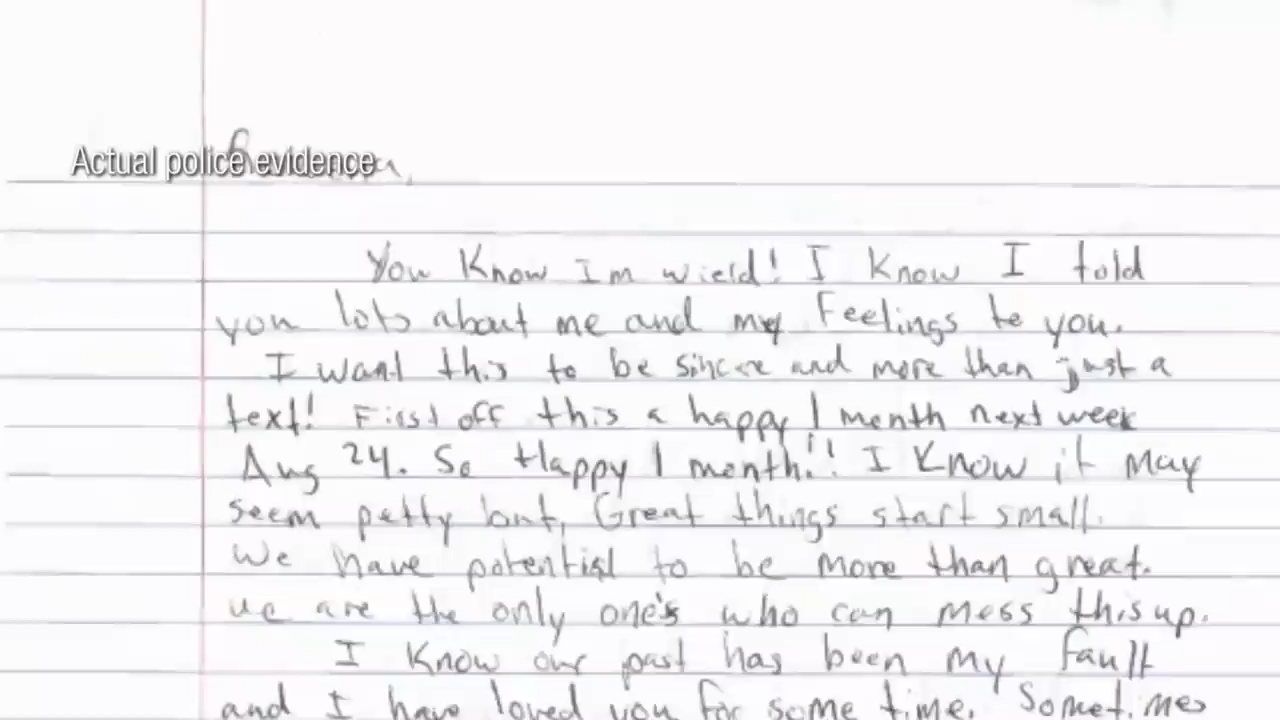 Actual police evidence
You Know Im wierd! I know I told
you lots about me and my Feelings to you.
I want this to be sincere and more than just a
text! First off this a happy 1 month next week
Aug 24. So Happy 1 month!! I Know it may
seem petty but, Great things start small.
We have potential to be more than great.
we are the only one's who can mess this up.
I Know our past has been my fault
and I have loved you for some time. Sometimes